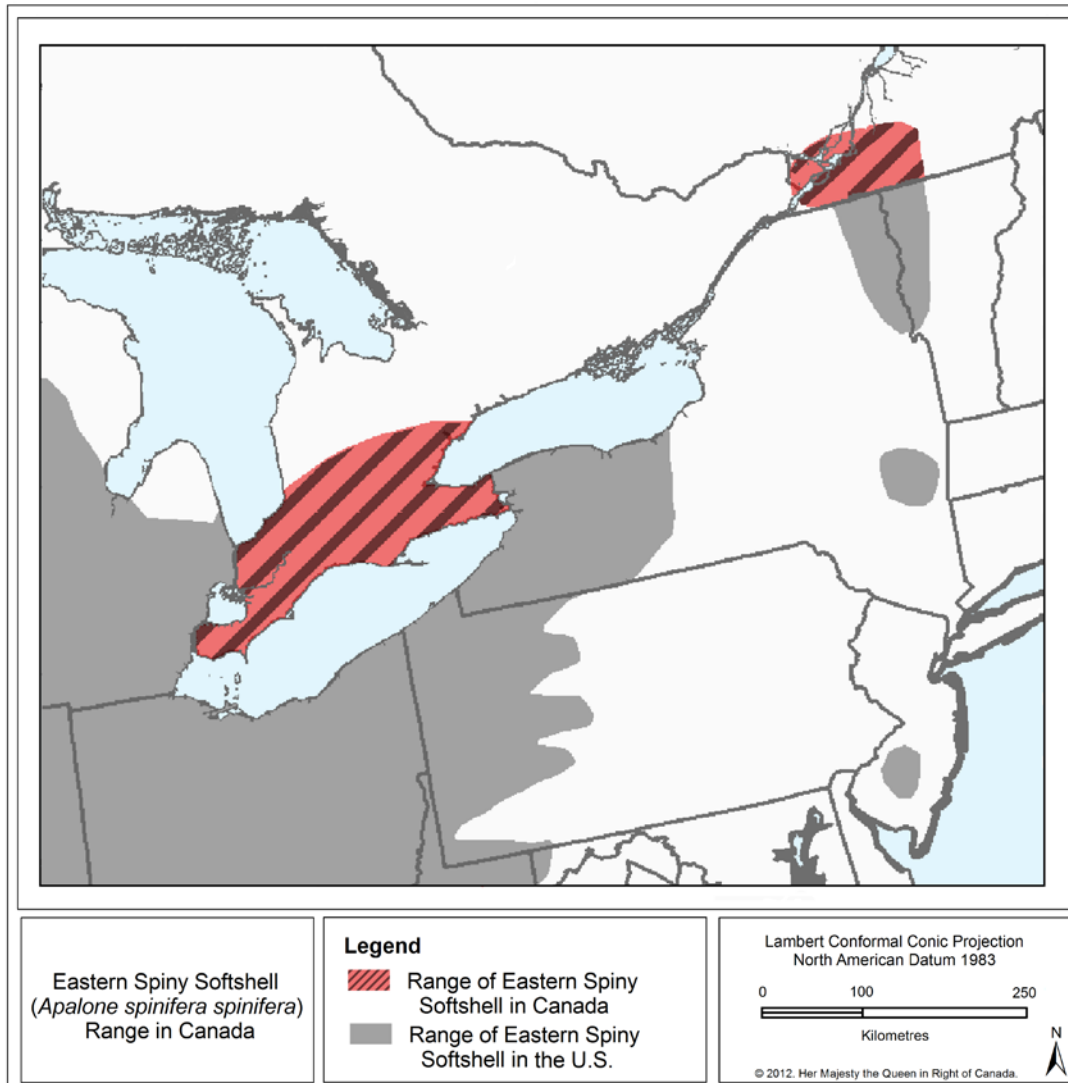 Eastern Spiny Softshell
(Apalone spinifera spinifera)
Range in Canada
Legend
Range of Eastern Spiny
Softshell in Canada
Range of Eastern Spiny
Softshell in the U.S.
Lambert Conformal Conic Projection
North American Datum 1983
0 100 250
Kilometres
N
© 2012. Her Majesty the Queen in Right of Canada.